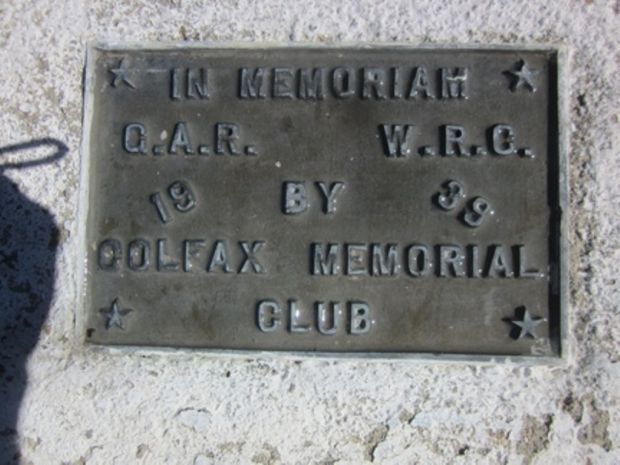 IN MEMORIAM
G.A.R. W.R.C.
19 BY 39
COLFAX MEMORIAL
CLUB